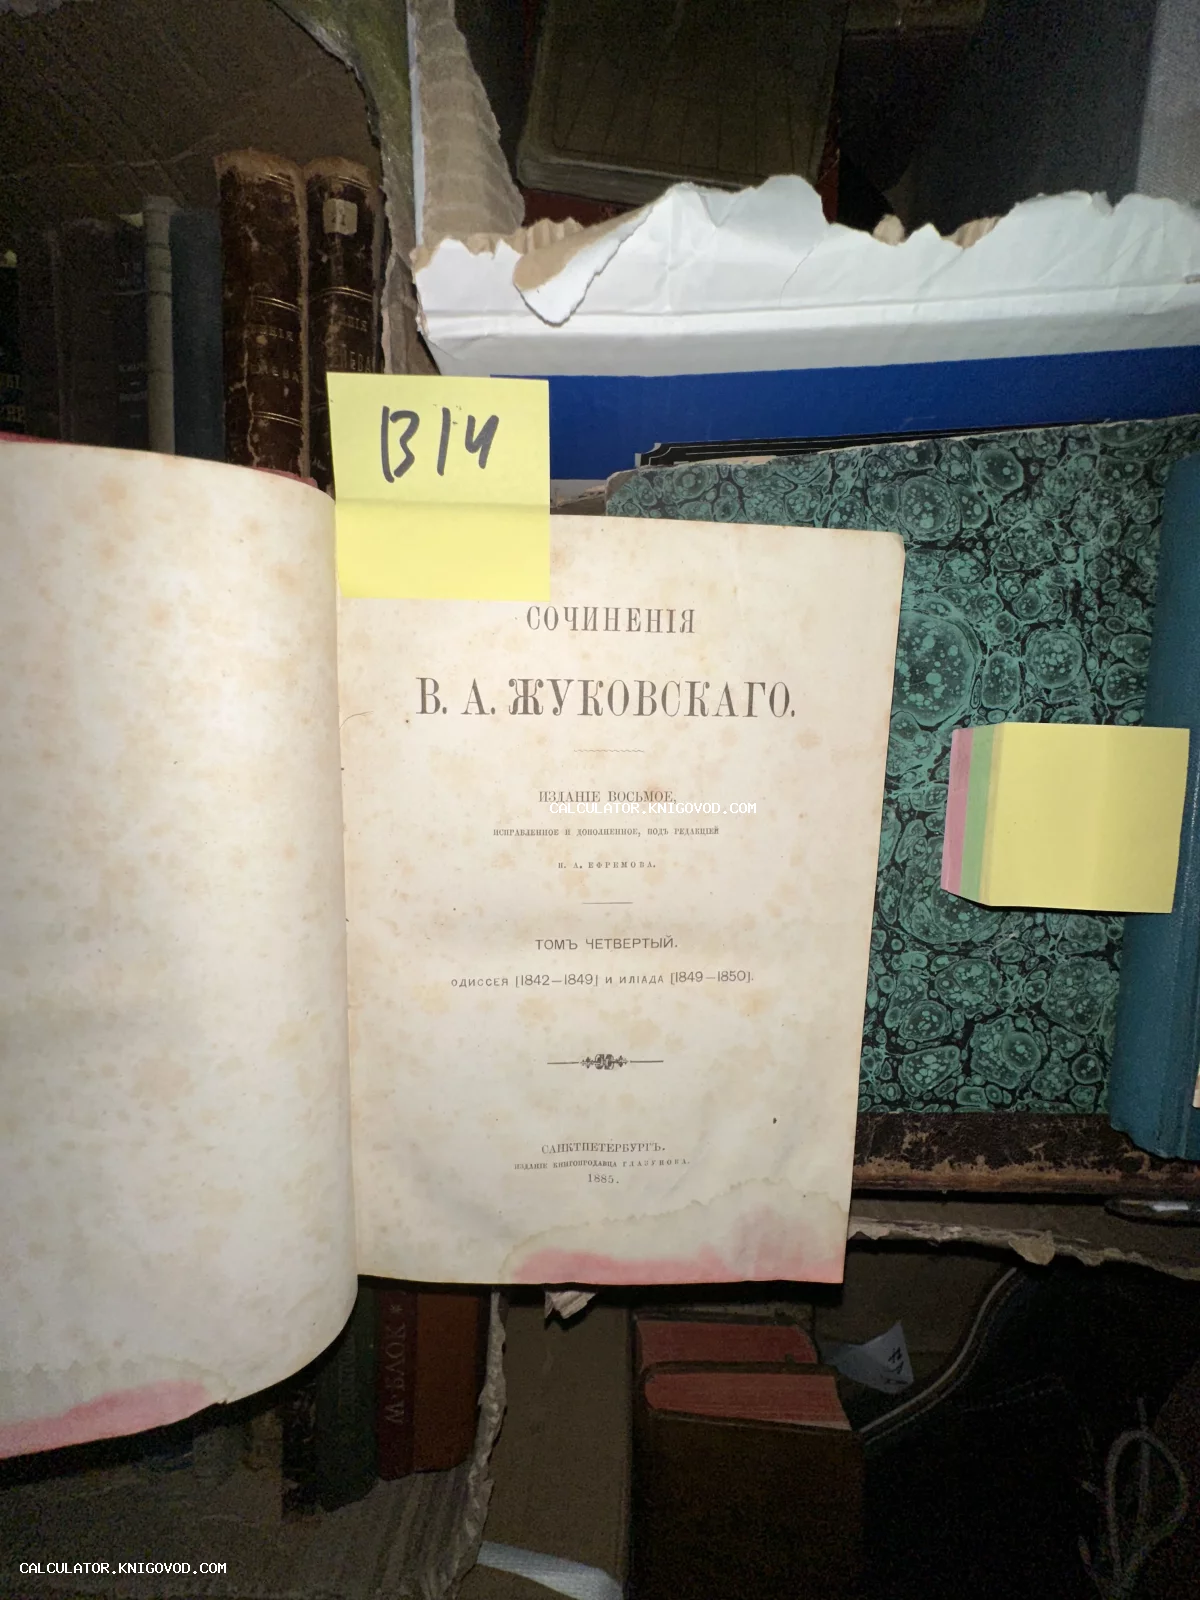 В14
СОЧИНЕНІЯ
В. А. ЖУКОВСКАГО.
ИЗДАНІЕ ВОСЬМОЕ,
CALCULATOR.KNIGOVOD.COM
ИСПРАВЛЕННОЕ И ДОПОЛНЕННОЕ, ПОДЪ РЕДАКЦІЕЙ
П. А. ЕФРЕМОВА.
ТОМЪ ЧЕТВЕРТЫЙ.
ОДИССЕЯ [1842—1849] И ИЛІАДА [1849—1850].
САНКТПЕТЕРБУРГЪ.
ИЗДАНІЕ КНИГОПРОДАВЦА ГЛАЗУНОВА.
1885.
М·БЛОК
CALCULATOR.KNIGOVOD.COM